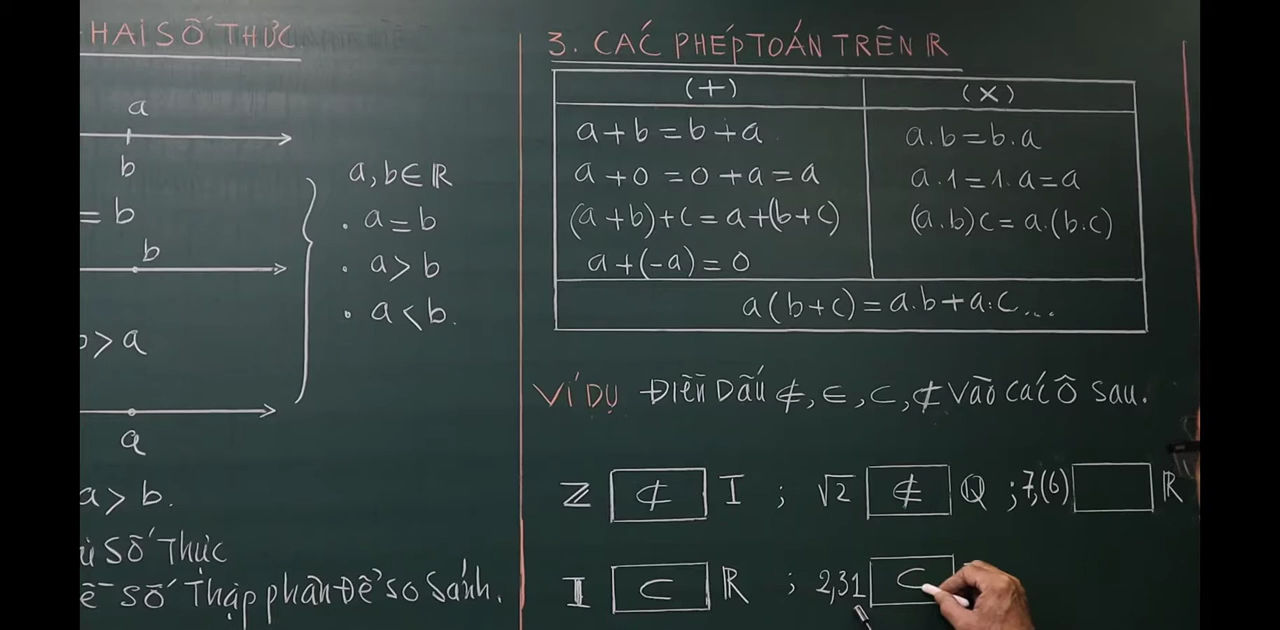 HAI SỐ THỰC
a
b
= b
b
> a
a
a > b.
Số Thực
số Thập phân Để so sánh.
a, b ∈ ℝ
. a = b
. a > b
. a < b.
3. CÁC PHÉP TOÁN TRÊN ℝ
(+) (×)
a + b = b + a a . b = b . a
a + 0 = 0 + a = a a . 1 = 1 . a = a
(a + b) + c = a + (b + c) (a . b) c = a . (b . c)
a + (-a) = 0
a (b + c) = a . b + a . c ...
VÍ DỤ Điền Dấu ∉, ∈, ⊂, ⊄ vào các ô sau.
ℤ ⊄ I ; √2 ∉ ℚ ; 7,(6) ℝ
I ⊂ ℝ ; 2,31 ⊂